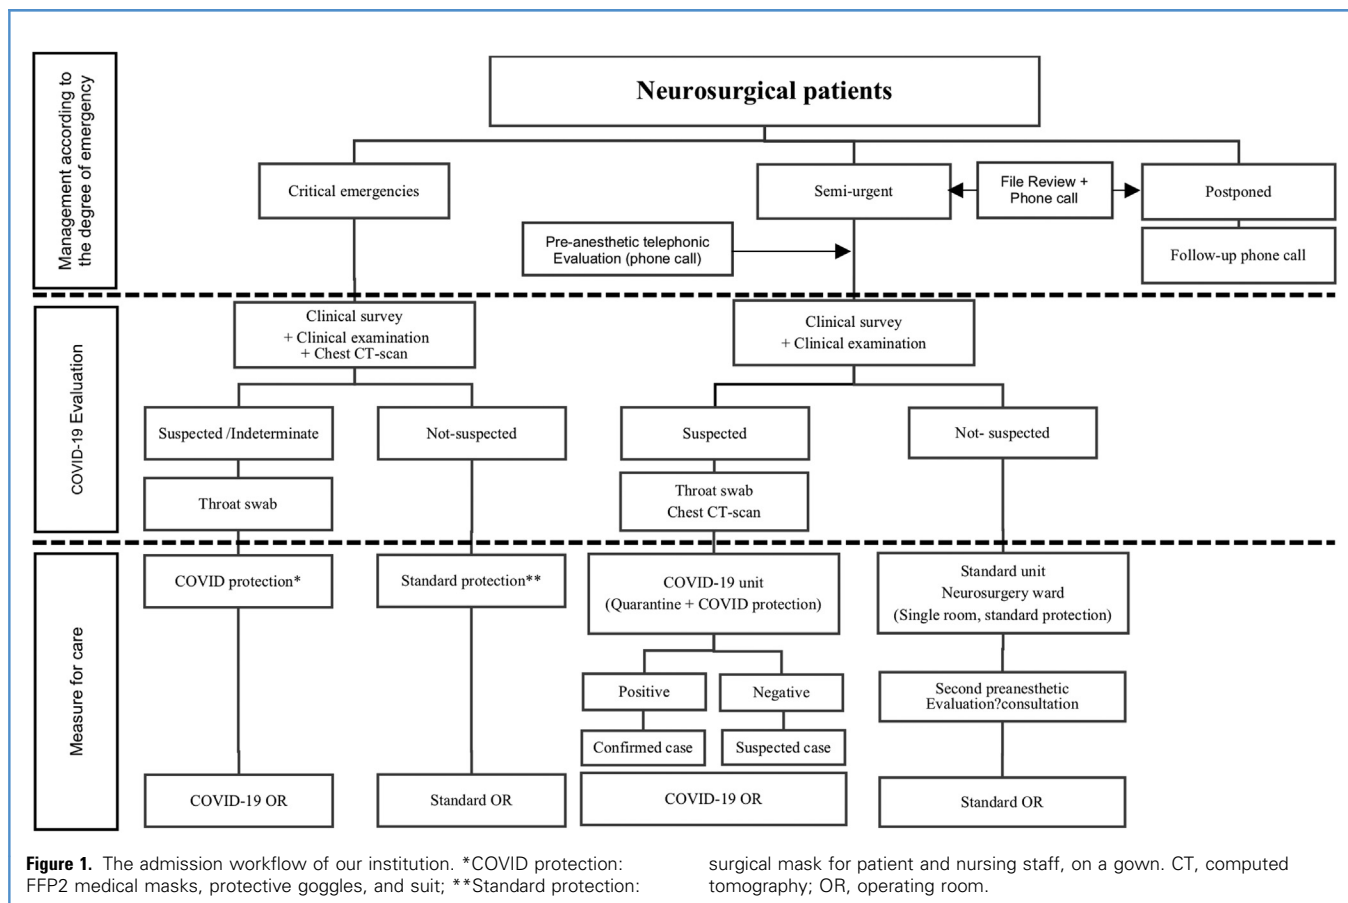 Neurosurgical patients
Management according to
the degree of emergency
Critical emergencies
Semi-urgent
File Review +
Phone call
Postponed
Pre-anesthetic telephonic
Evaluation (phone call)
Follow-up phone call
COVID-19 Evaluation
Clinical survey
+ Clinical examination
+ Chest CT-scan
Clinical survey
+ Clinical examination
Suspected /Indeterminate
Not-suspected
Suspected
Not- suspected
Throat swab
Throat swab
Chest CT-scan
Measure for care
COVID protection*
Standard protection**
COVID-19 unit
(Quarantine + COVID protection)
Standard unit
Neurosurgery ward
(Single room, standard protection)
Positive
Negative
Second preanesthetic
Evaluation?consultation
Confirmed case
Suspected case
COVID-19 OR
Standard OR
COVID-19 OR
Standard OR
Figure 1. The admission workflow of our institution. *COVID protection:
FFP2 medical masks, protective goggles, and suit; **Standard protection:
surgical mask for patient and nursing staff, on a gown. CT, computed
tomography; OR, operating room.